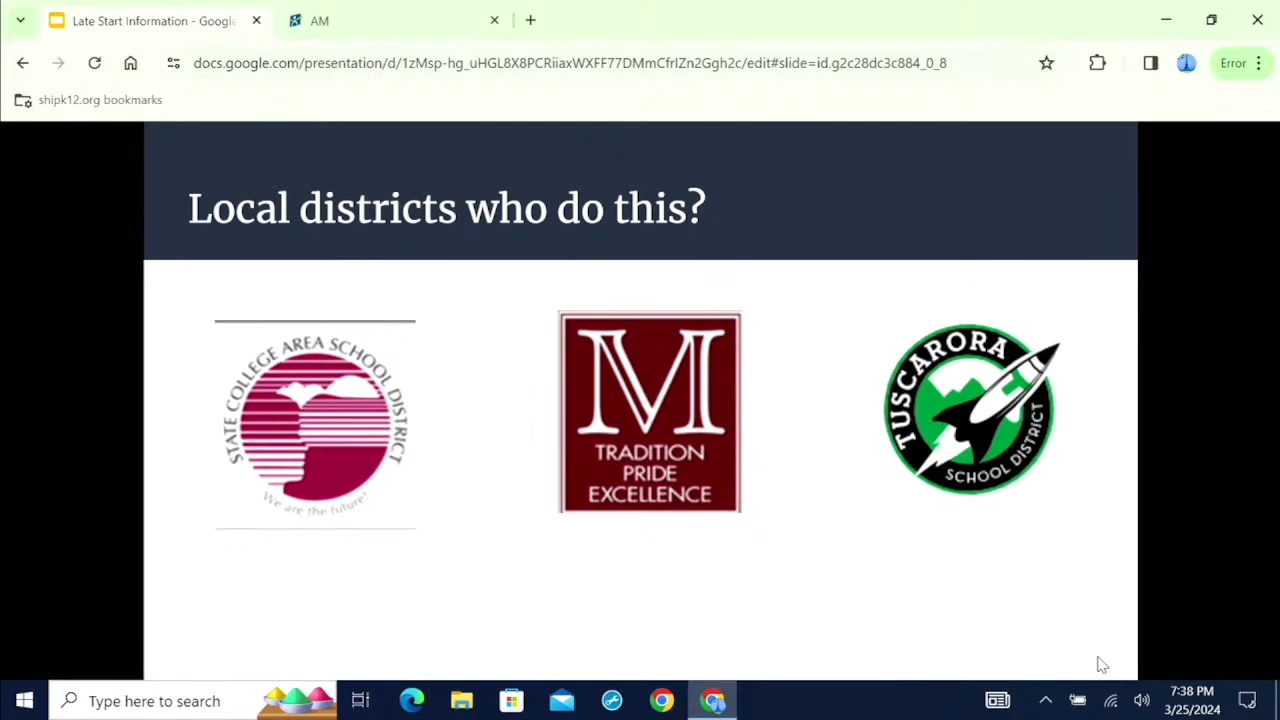 Late Start Information - Google
AM
docs.google.com/presentation/d/1zMsp-hg_uHGL8X8PCRiiaxWXFF77DMmCfrIZn2Ggh2c/edit#slide=id.g2c28dc3c884_0_8
Error
shipk12.org bookmarks
Local districts who do this?
STATE COLLEGE AREA SCHOOL DISTRICT
We are the future!
M
TRADITION
PRIDE
EXCELLENCE
TUSCARORA
SCHOOL DISTRICT
Type here to search
7:38 PM
3/25/2024